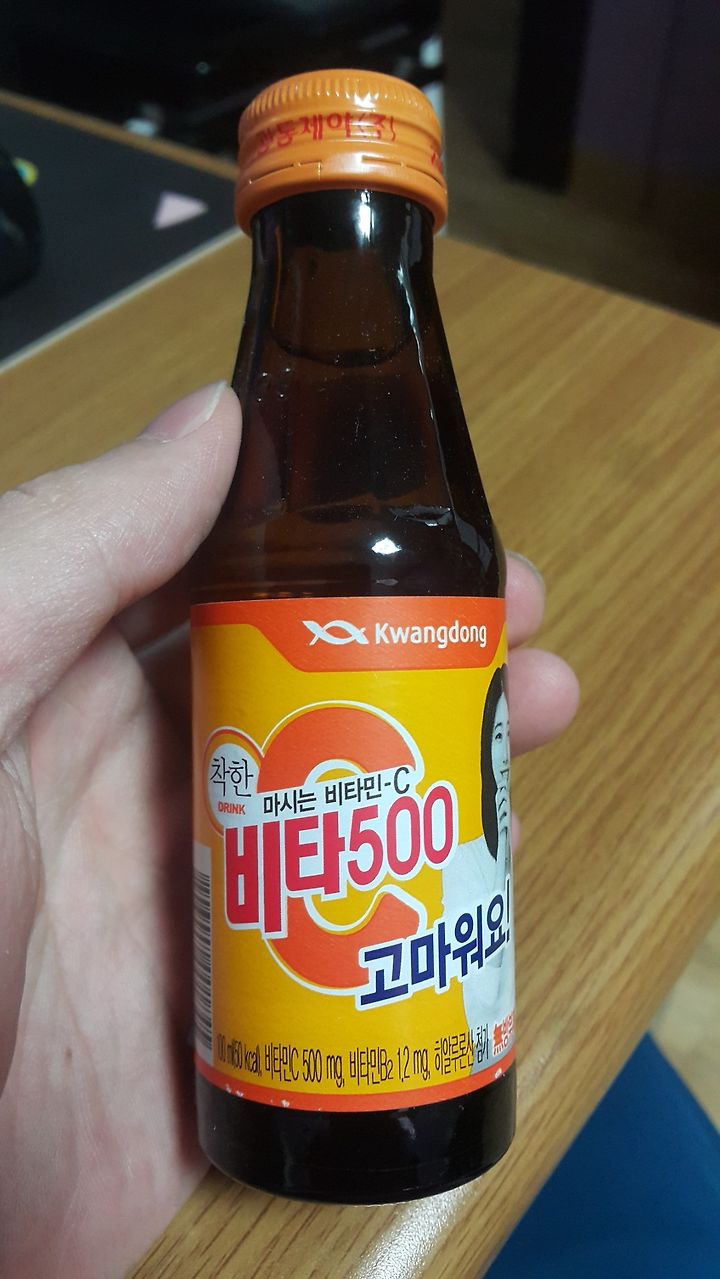 광동제약(주)
Kwangdong
착한
DRINK
마시는 비타민-C
비타500
고마워요!
100 ml(50 kcal), 비타민C 500 mg, 비타민B2 1.2 mg, 히알루론산 첨가
無